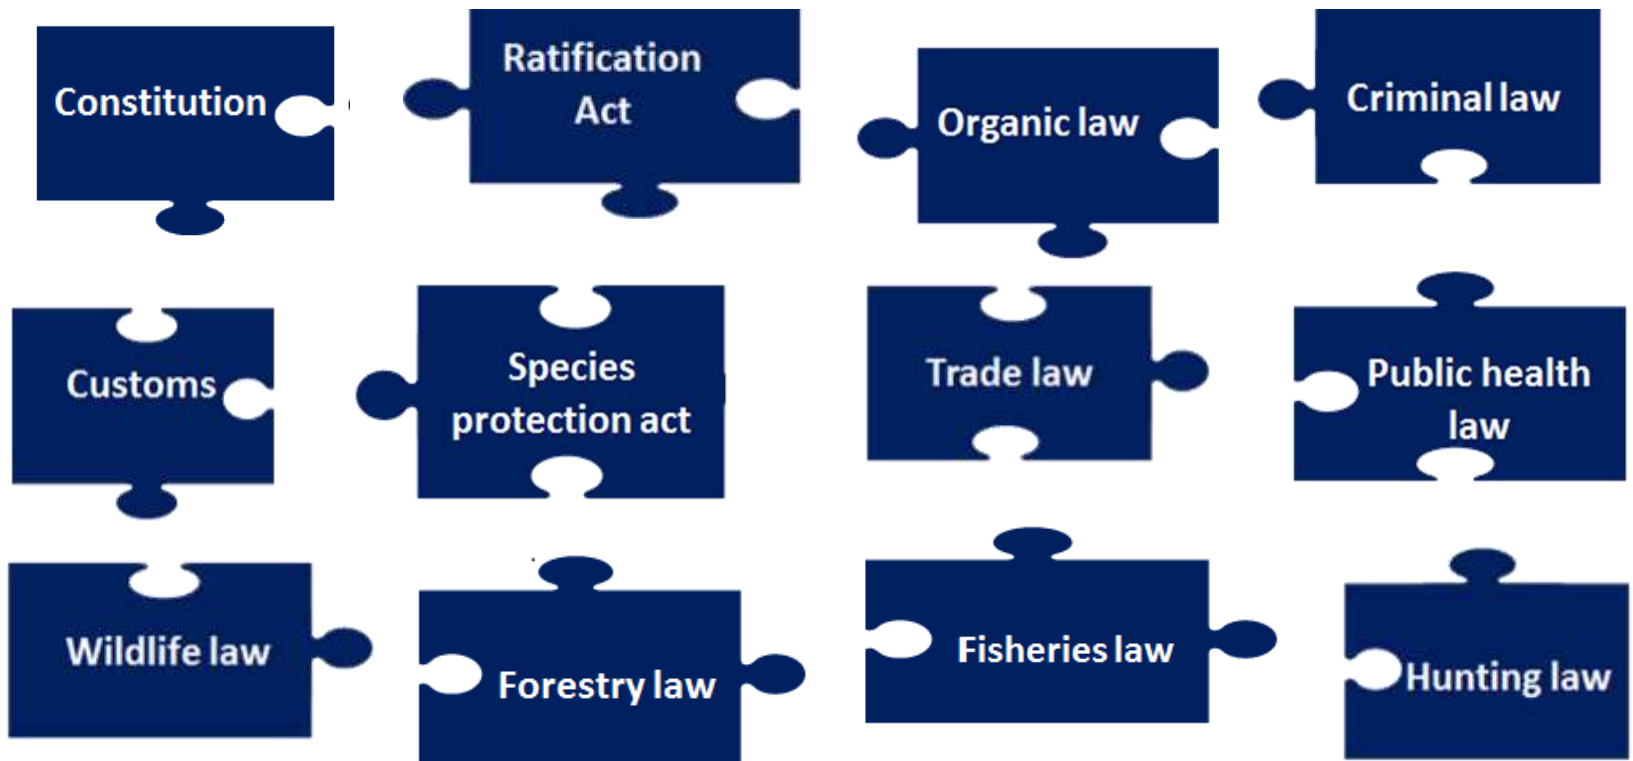 Constitution
Ratification
Act
Organic law
Criminal law
Customs
Species
protection act
Trade law
Public health
law
Wildlife law
Forestry law
Fisheries law
Hunting law